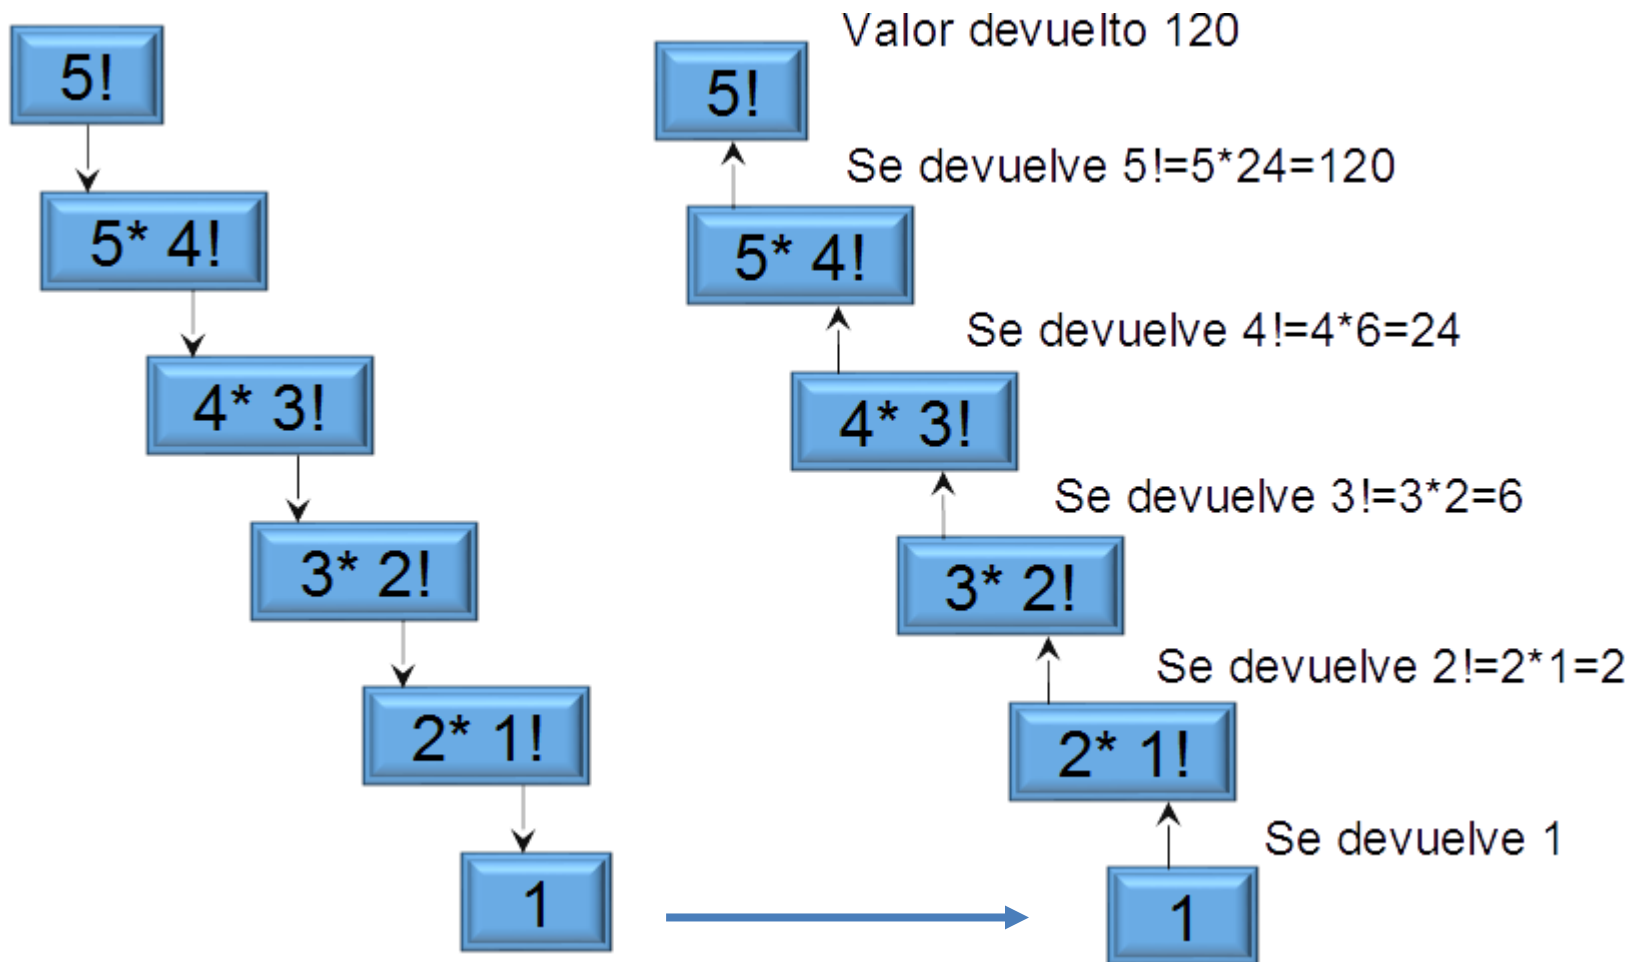 5!
5* 4!
4* 3!
3* 2!
2* 1!
1
Valor devuelto 120
5!
Se devuelve 5!=5*24=120
5* 4!
Se devuelve 4!=4*6=24
4* 3!
Se devuelve 3!=3*2=6
3* 2!
Se devuelve 2!=2*1=2
2* 1!
Se devuelve 1
1